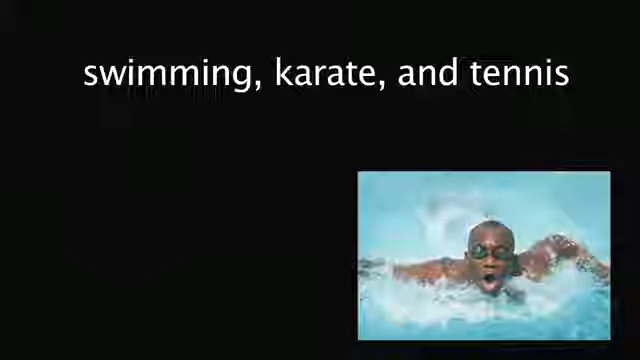 swimming, karate, and tennis